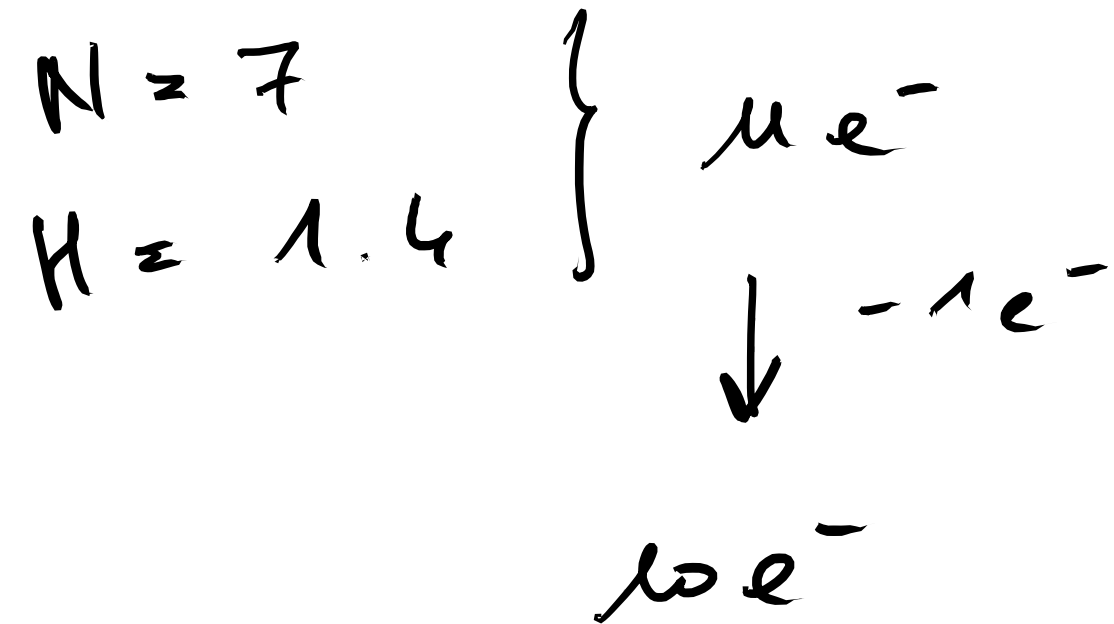 N = 7
H = 1.4
} 11 e⁻
↓ - 1 e⁻
10 e⁻